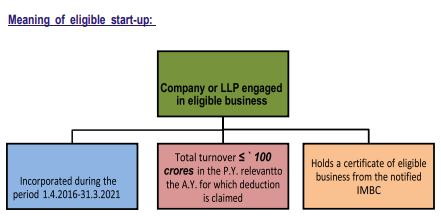 Meaning of eligible start-up:
Company or LLP engaged
in eligible business
Incorporated during the
period 1.4.2016-31.3.2021
Total turnover ≤ ` 100
crores in the P.Y. relevantto
the A.Y. for which deduction
is claimed
Holds a certificate of eligible
business from the notified
IMBC